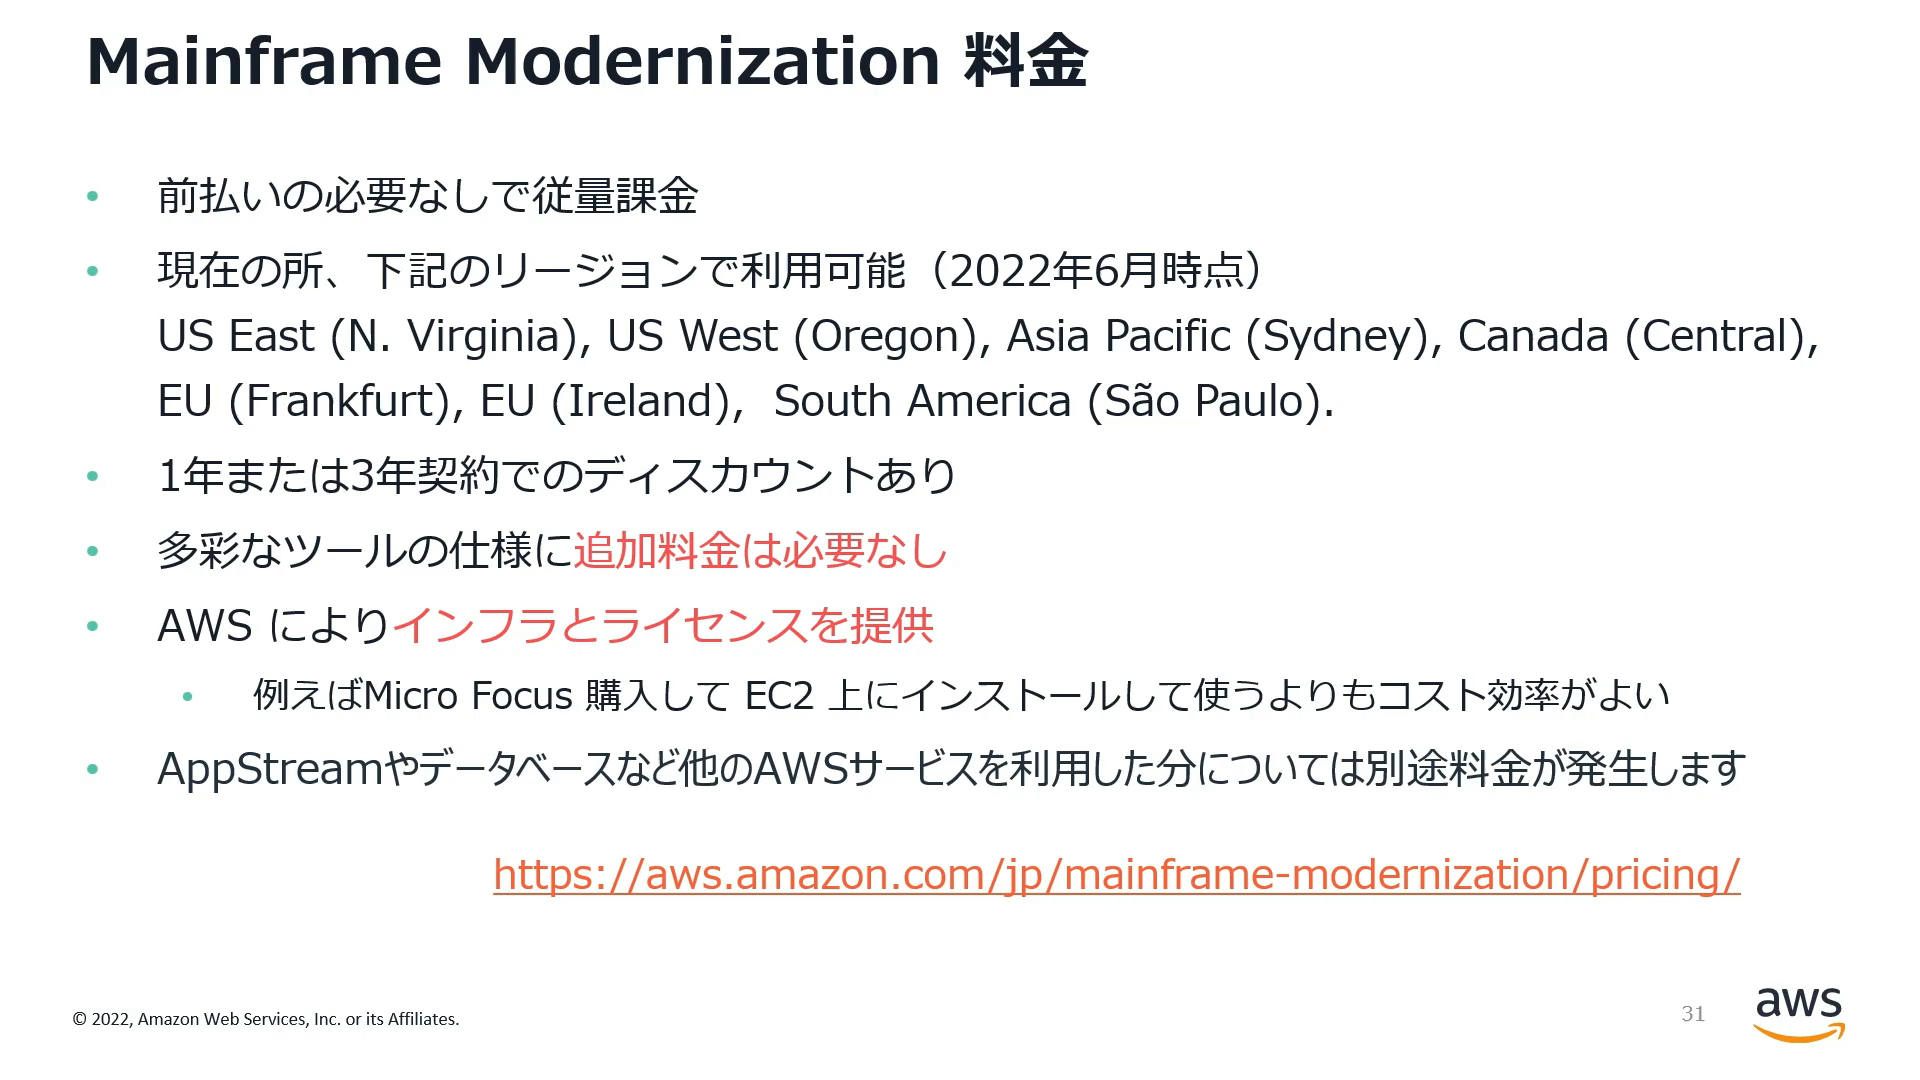 Mainframe Modernization 料金
• 前払いの必要なしで従量課金
• 現在の所、下記のリージョンで利用可能（2022年6月時点）
US East (N. Virginia), US West (Oregon), Asia Pacific (Sydney), Canada (Central),
EU (Frankfurt), EU (Ireland),  South America (São Paulo).
• 1年または3年契約でのディスカウントあり
• 多彩なツールの仕様に追加料金は必要なし
• AWS によりインフラとライセンスを提供
• 例えばMicro Focus 購入して EC2 上にインストールして使うよりもコスト効率がよい
• AppStreamやデータベースなど他のAWSサービスを利用した分については別途料金が発生します
https://aws.amazon.com/jp/mainframe-modernization/pricing/
© 2022, Amazon Web Services, Inc. or its Affiliates.
31
aws